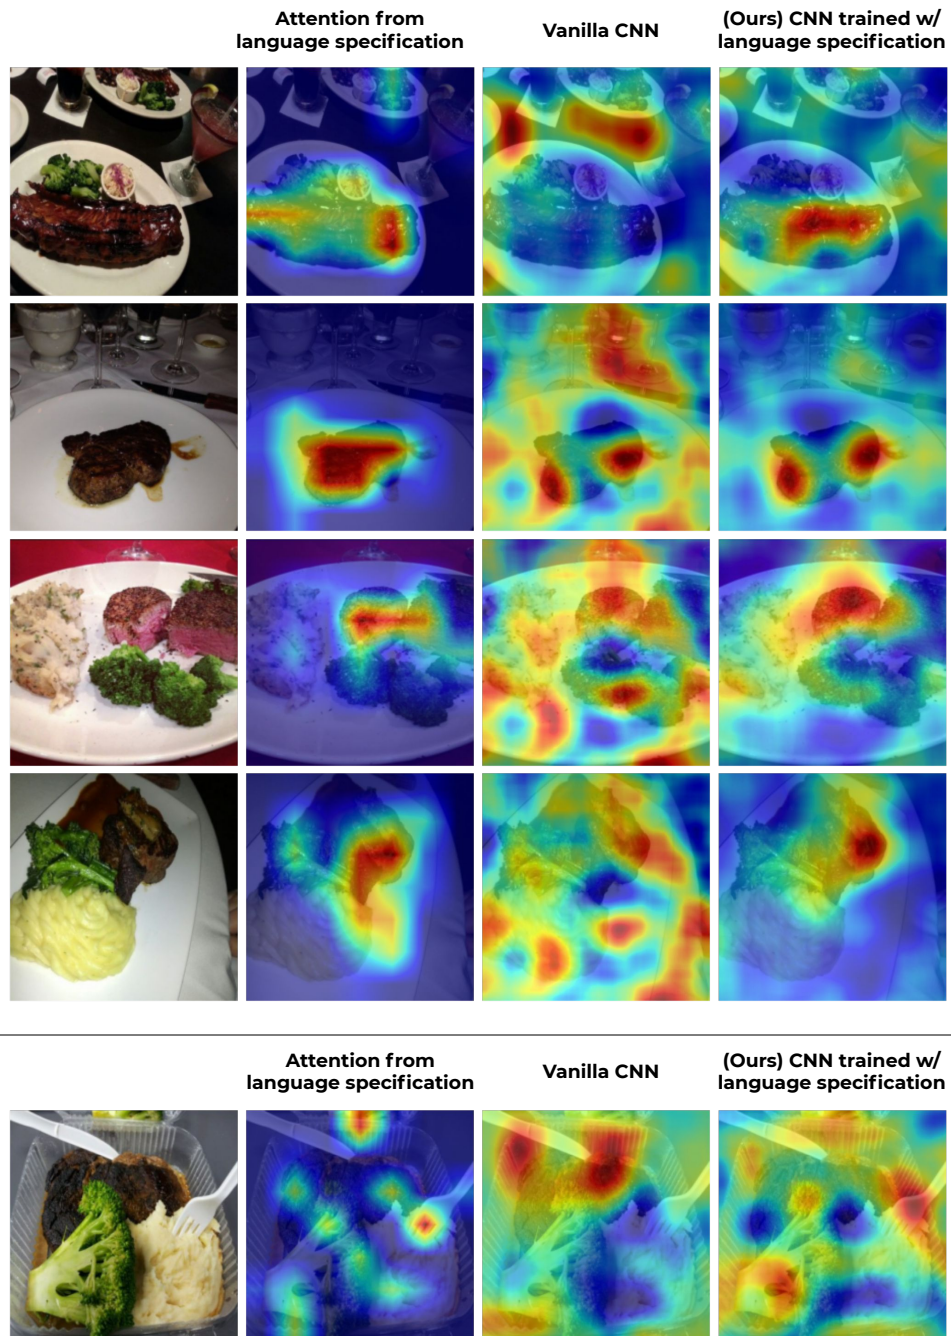 Attention from
language specification
Vanilla CNN
(Ours) CNN trained w/
language specification
Attention from
language specification
Vanilla CNN
(Ours) CNN trained w/
language specification